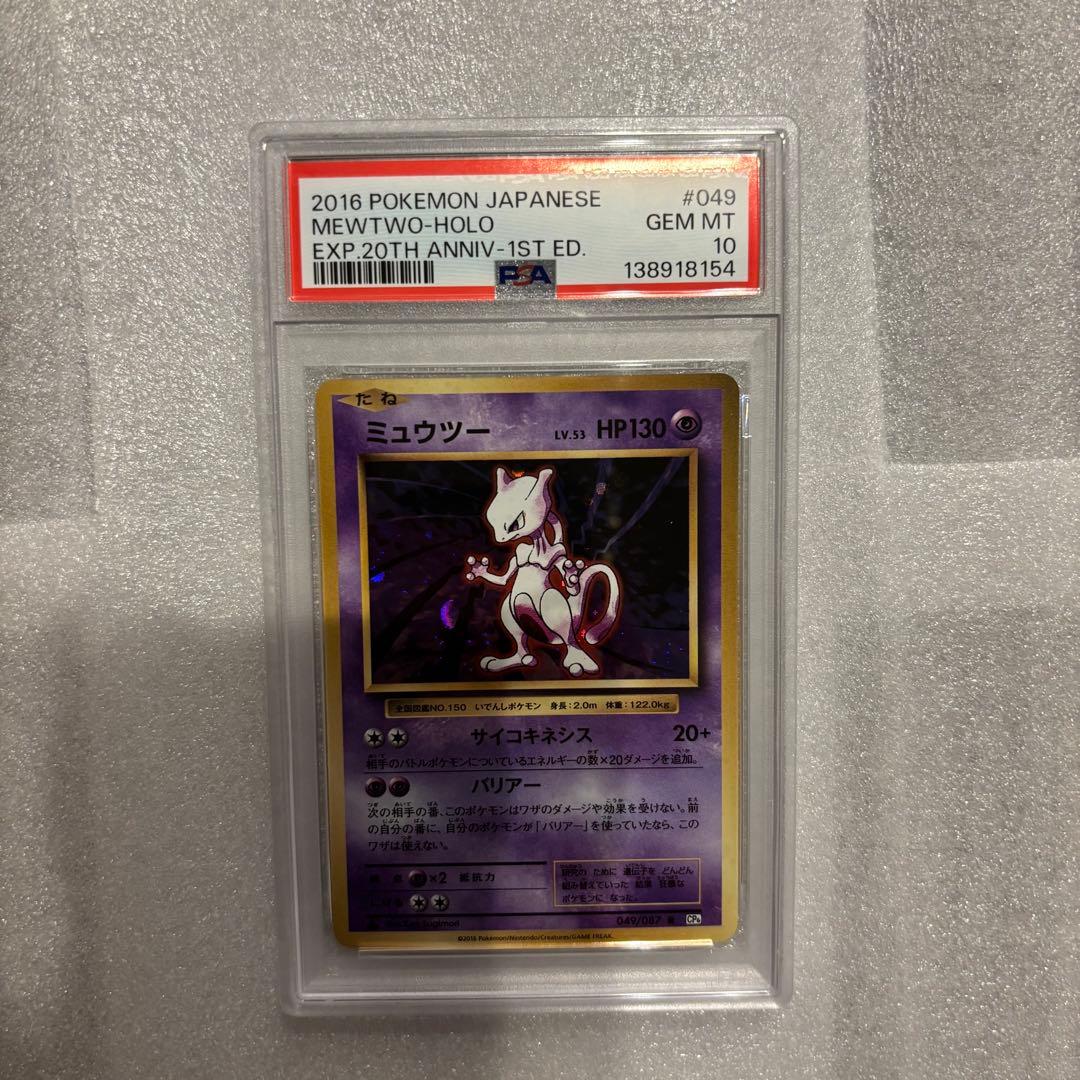 2016 POKEMON JAPANESE #049
MEWTWO-HOLO GEM MT
EXP.20TH ANNIV-1ST ED. 10
PSA 138918154
たね
ミュウツー LV.53 HP130
全国図鑑NO.150 いでんしポケモン 身長:2.0m 体重:122.0kg
サイコキネシス 20+
相手のバトルポケモンについているエネルギーの数×20ダメージを追加。
バリアー
次の相手の番、このポケモンはワザのダメージや効果を受けない。前
の自分の番に、自分のポケモンが「バリアー」を使っていたなら、この
ワザは使えない。
弱点 ×2 抵抗力
にげる
研究の ために 遺伝子を どんどん
組み替えていった 結果 狂暴な
ポケモンに なった。
Sugimori
049/087 CP6
©2016 Pokémon/Nintendo/Creatures/GAME FREAK.